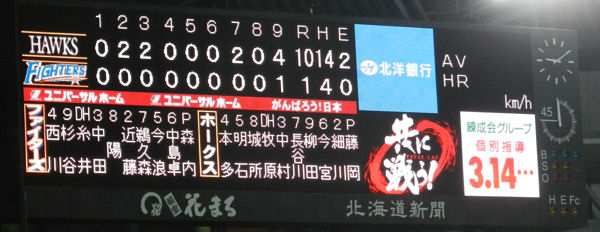 1 2 3 4 5 6 7 8 9 R H E
HAWKS 0 2 2 0 0 0 2 0 4 10 14 2
FIGHTERS 0 0 0 0 0 0 0 0 1 1 4 0
ユニバーサル ホーム ユニバーサル ホーム がんばろう!日本
北洋銀行
AV
HR
km/h
ファイターズ
4 西川
9 杉谷
DH 糸井
3 中田
8 陽
2 近藤
7 鵜久森
5 今浪
6 中島卓
P 森内
ホークス
4 本多
5 明石
8 城所
DH 牧原
3 中村
7 長谷川
9 柳田
6 今宮
2 細川
P 藤岡
共に
戦う!
練成会グループ
個別指導
3.14…
45
B
S
O
H E Fc
花まる
北海道新聞